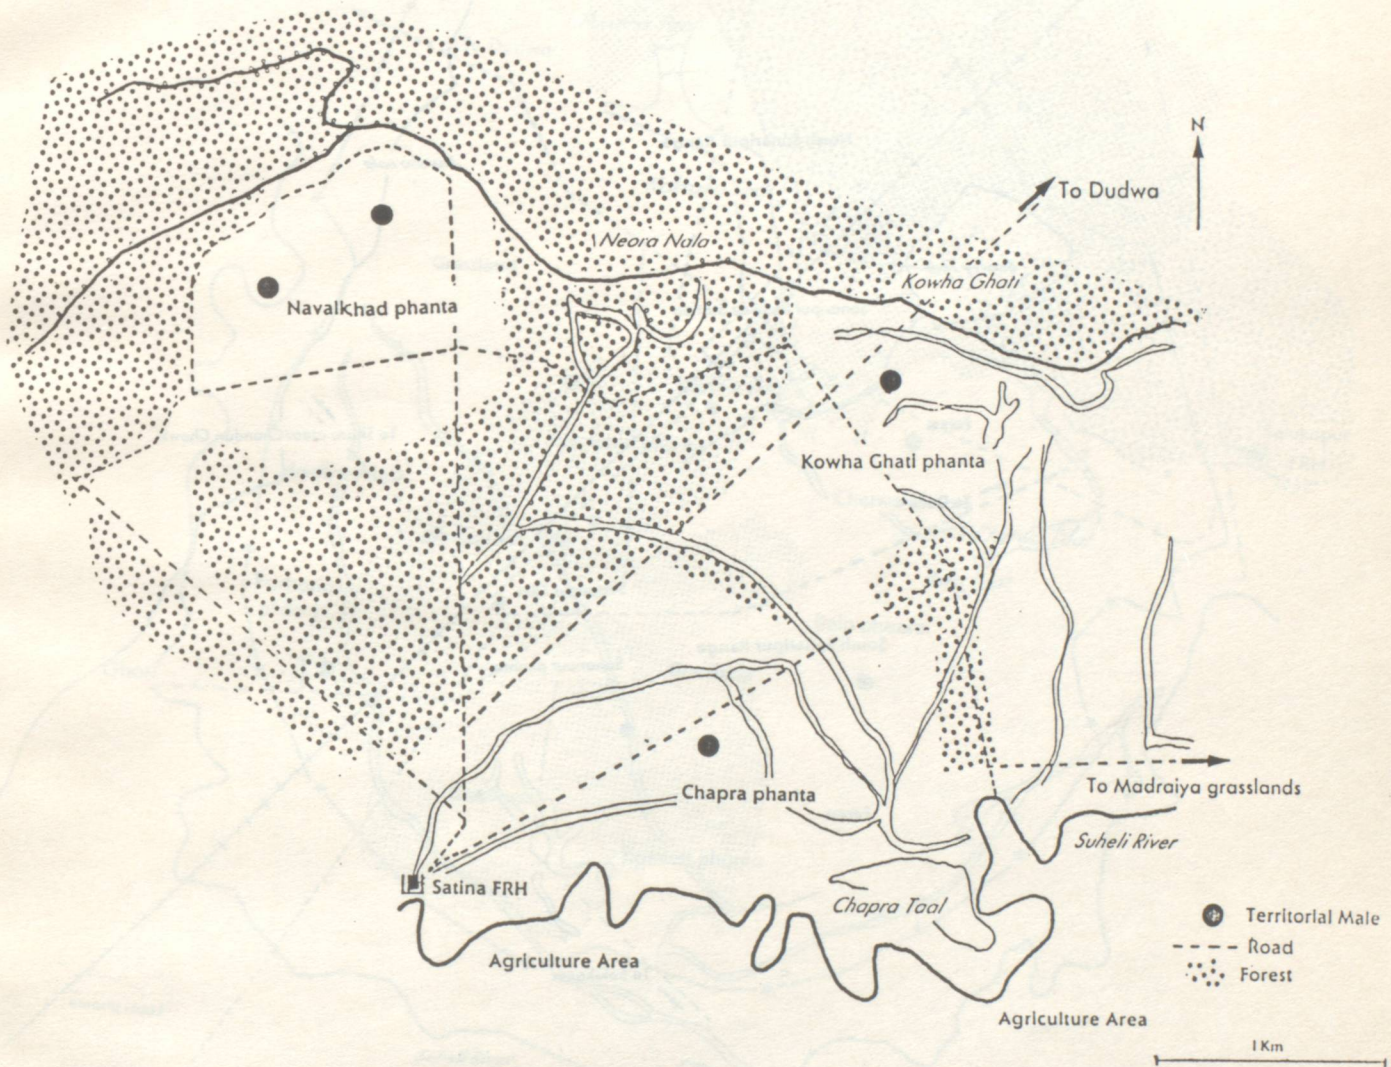 N
To Dudwa
Neora Nala
Kowha Ghati
Navalkhad phanta
Kowha Ghati phanta
Chapra phanta
To Madraiya grasslands
Suheli River
Satina FRH
Chapra Taal
Territorial Male
Road
Agriculture Area
Forest
Agriculture Area
1 Km